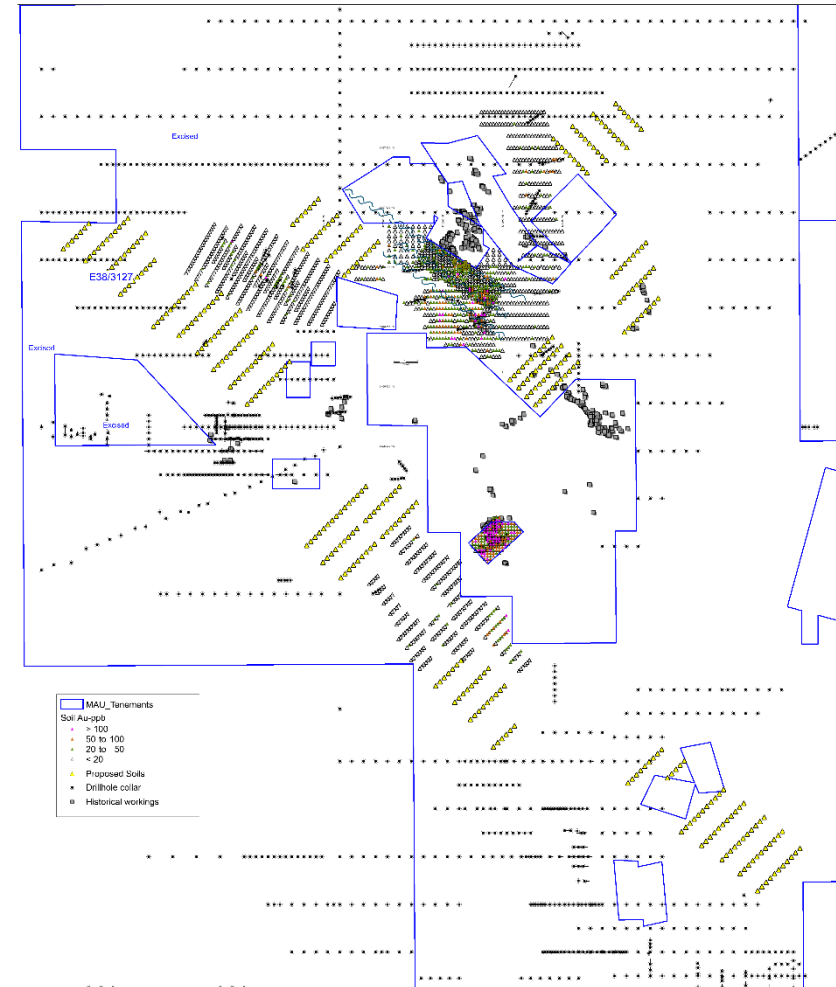 Excised
E38/3127
Excised
Excised
MAU_Tanements
Soil Au-ppb
> 100
50 to 100
20 to 50
< 20
Proposed Soils
Drillhole collar
Historical workings